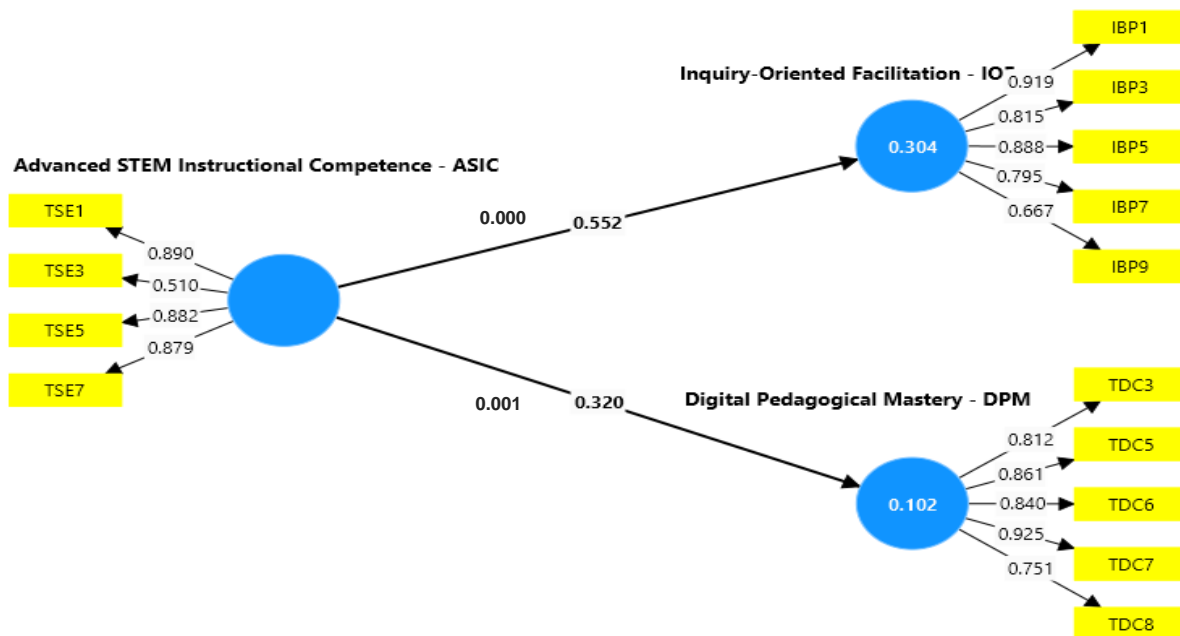 Advanced STEM Instructional Competence - ASIC
TSE1
TSE3
TSE5
TSE7
0.890
0.510
0.882
0.879
0.000
0.552
0.001
0.320
Inquiry-Oriented Facilitation -
0.304
0.919
0.815
0.888
0.795
0.667
IBP1
IBP3
IBP5
IBP7
IBP9
Digital Pedagogical Mastery - DPM
0.102
0.812
0.861
0.840
0.925
0.751
TDC3
TDC5
TDC6
TDC7
TDC8